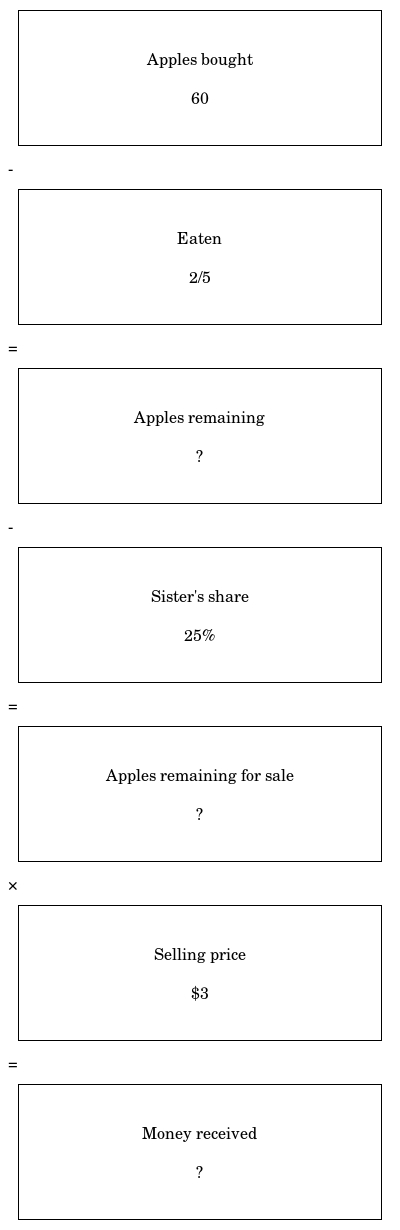 Apples bought
60
-
Eaten
2/5
=
Apples remaining
?
-
Sister's share
25%
=
Apples remaining for sale
?
×
Selling price
$3
=
Money received
?